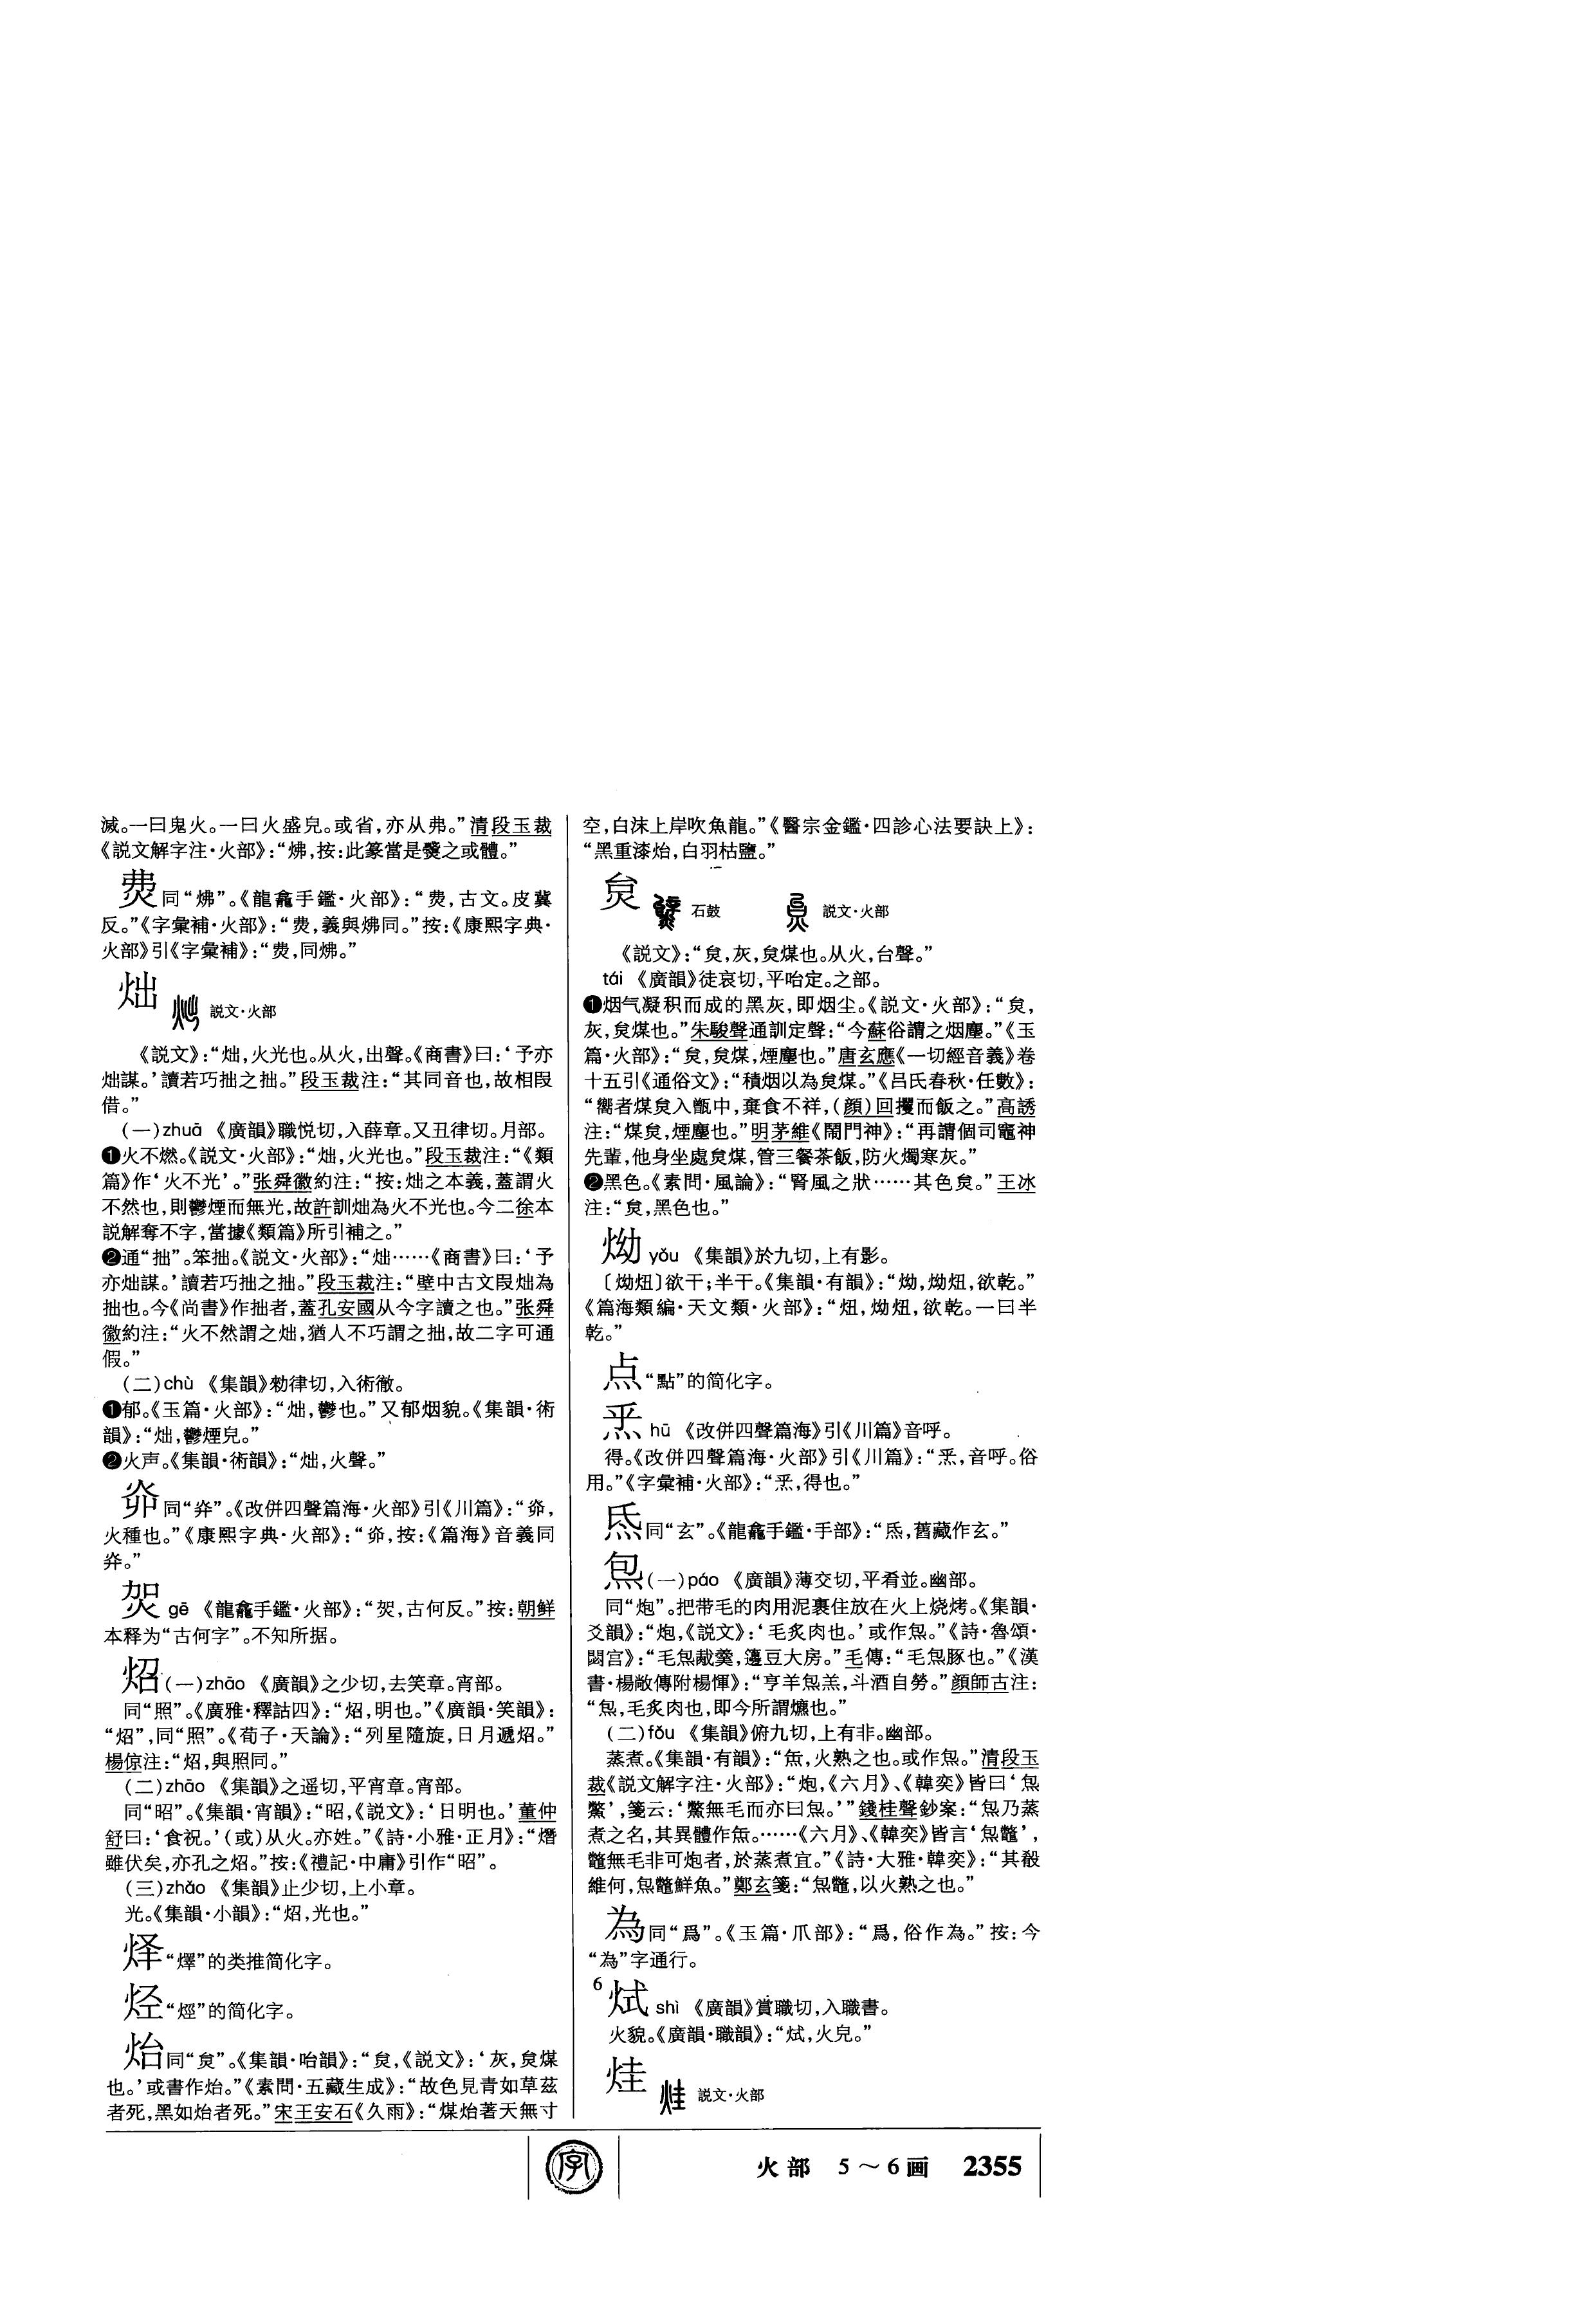 滅。一曰鬼火。一曰火盛皃。或省,亦从弗。”清段玉裁
《説文解字注·火部》:“炥,按:此篆當是㷶之或體。”
炃同“炥”。《龍龕手鑑·火部》:“,古文。皮冀
反。”《字彙補·火部》:“,義與炥同。”按:《康熙字典·
火部》引《字彙補》:“,同炥。”
炪 説文·火部
《説文》:“炪,火光也。从火,出聲。《商書》曰:‘予亦
炪謀。’讀若巧拙之拙。”段玉裁注:“其同音也,故相叚
借。”
(一)zhuō 《廣韻》職悦切,入薛章。又丑律切。月部。
❶火不燃。《説文·火部》:“炪,火光也。”段玉裁注:“《類
篇》作‘火不光’。”张舜徽約注:“按:炪之本義,蓋謂火
不然也,則鬱煙而無光,故許訓炪為火不光也。今二徐本
説解奪不字,當據《類篇》所引補之。”
❷通“拙”。笨拙。《説文·火部》:“炪……《商書》曰:‘予
亦炪謀。’讀若巧拙之拙。”段玉裁注:“壁中古文叚炪為
拙也。今《尚書》作拙者,蓋孔安國从今字讀之也。”张舜
徽約注:“火不然謂之炪,猶人不巧謂之拙,故二字可通
假。”
(二)chù 《集韻》勑律切,入術徹。
❶郁。《玉篇·火部》:“炪,鬱也。”又郁烟貌。《集韻·術
韻》:“炪,鬱煙皃。”
❷火声。《集韻·術韻》:“炪,火聲。”
同“灷”。《改併四聲篇海·火部》引《川篇》:“,
火種也。”《康熙字典·火部》:“,按:《篇海》音義同
灷。”
gē 《龍龕手鑑·火部》:“,古何反。”按:朝鲜
本释为“古何字”。不知所据。
炤(一)zhāo 《廣韻》之少切,去笑章。宵部。
同“照”。《廣雅·釋詁四》:“炤,明也。”《廣韻·笑韻》:
“炤”,同“照”。《荀子·天論》:“列星隨旋,日月遞炤。”
楊倞注:“炤,與照同。”
(二)zhāo 《集韻》之遥切,平宵章。宵部。
同“昭”。《集韻·宵韻》:“昭,《説文》:‘日明也。’董仲
舒曰:‘食祝。’(或)从火。亦姓。”《詩·小雅·正月》:“㬱
雖伏矣,亦孔之炤。”按:《禮記·中庸》引作“昭”。
(三)zhǎo 《集韻》止少切,上小章。
光。《集韻·小韻》:“炤,光也。”
“燡”的类推简化字。
烃“烴”的简化字。
炲同“炱”。《集韻·咍韻》:“炱,《説文》:‘灰,炱煤
也。’或書作炲。”《素問·五藏生成》:“故色見青如草茲
者死,黑如炲者死。”宋王安石《久雨》:“煤炲著天無寸
空,白沫上岸吹魚龍。”《醫宗金鑑·四診心法要訣上》:
“黑重漆炲,白羽枯鹽。”
炱 石鼓 説文·火部
《説文》:“炱,灰,炱煤也。从火,台聲。”
tái 《廣韻》徒哀切,平咍定。之部。
❶烟气凝积而成的黑灰,即烟尘。《説文·火部》:“炱,
灰,炱煤也。”朱駿聲通訓定聲:“今蘇俗謂之烟塵。”《玉
篇·火部》:“炱,炱煤,煙塵也。”唐玄應《一切經音義》卷
十五引《通俗文》:“積烟以為炱煤。”《吕氏春秋·任數》:
“嚮者煤炱入甑中,棄食不祥,(顔)回攫而飯之。”高誘
注:“煤炱,煙塵也。”明茅維《鬧門神》:“再謂個司竈神
先輩,他身坐處炱煤,管三餐茶飯,防火燭寒灰。”
❷黑色。《素問·風論》:“腎風之狀……其色炱。”王冰
注:“炱,黑色也。”
㶭 yǒu 《集韻》於九切,上有影。
〔㶭炄〕欲干;半干。《集韻·有韻》:“㶭,㶭炄,欲乾。”
《篇海類編·天文類·火部》:“炄,㶭炄,欲乾。一曰半
乾。”
点“點”的简化字。
hū 《改併四聲篇海》引《川篇》音呼。
得。《改併四聲篇海·火部》引《川篇》:“,音呼。俗
用。”《字彙補·火部》:“,得也。”
同“玄”。《龍龕手鑑·手部》:“,舊藏作玄。”
炰(一)páo 《廣韻》薄交切,平肴並。幽部。
同“炮”。把带毛的肉用泥裹住放在火上烧烤。《集韻·
爻韻》:“炮,《説文》:‘毛炙肉也。’或作炰。”《詩·魯頌·
閟宫》:“毛炰胾羹,籩豆大房。”毛傳:“毛炰豚也。”《漢
書·楊敞傳附楊惲》:“亨羊炰羔,斗酒自勞。”顔師古注:
“炰,毛炙肉也,即今所謂爊也。”
(二)fǒu 《集韻》俯九切,上有非。幽部。
蒸煮。《集韻·有韻》:“缹,火熟之也。或作炰。”清段玉
裁《説文解字注·火部》:“炮,《六月》、《韓奕》皆曰‘炰
鱉’,箋云:‘鱉無毛而亦曰炰。’”錢桂聲鈔案:“炰乃蒸
煮之名,其異體作缹。……《六月》、《韓奕》皆言‘炰鼈’,
鼈無毛非可炮者,於蒸煮宜。”《詩·大雅·韓奕》:“其殽
維何,炰鼈鮮魚。”鄭玄箋:“炰鼈,以火熟之也。”
為同“爲”。《玉篇·爪部》:“爲,俗作為。”按:今
“為”字通行。
6 烒 shì 《廣韻》賞職切,入職書。
火貌。《廣韻·職韻》:“烒,火皃。”
烓 説文·火部
字
火部 5～6画 2355